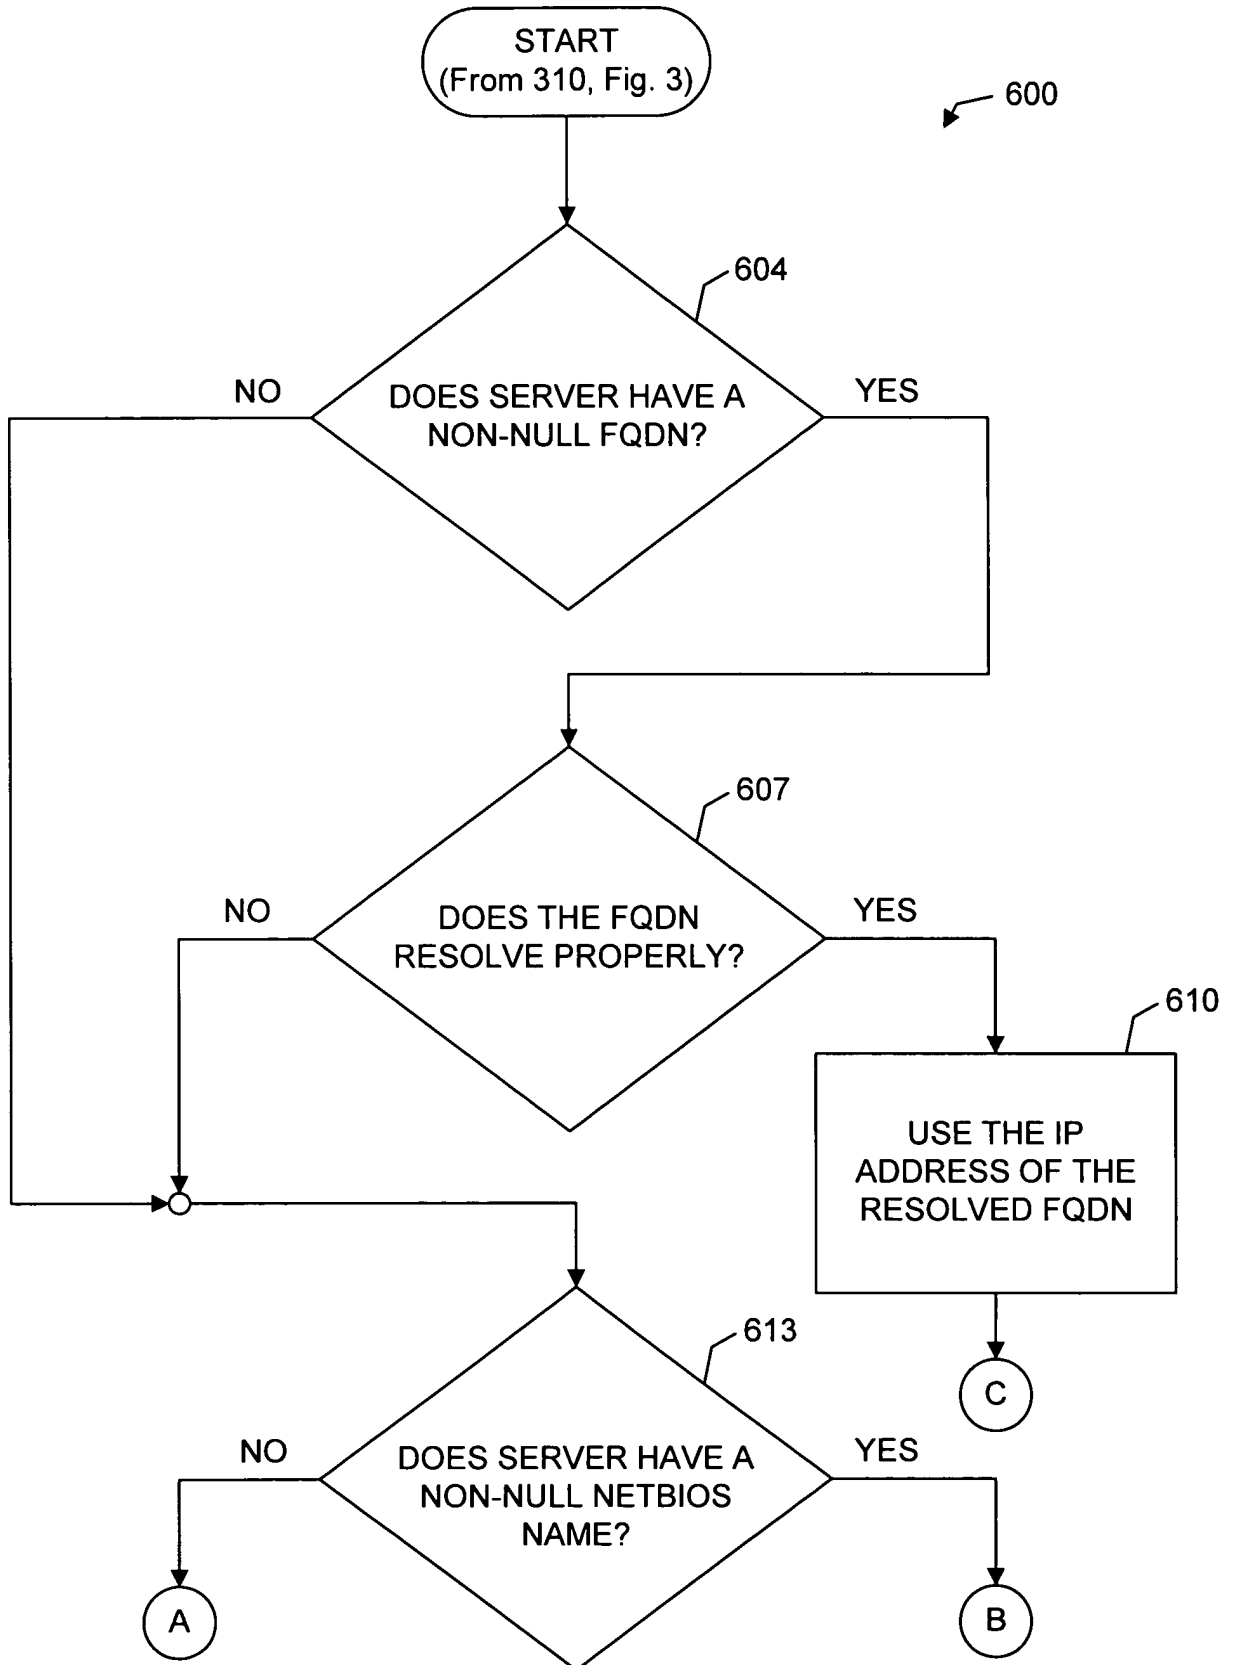 START
(From 310, Fig. 3)
600
604
NO
DOES SERVER HAVE A
NON-NULL FQDN?
YES
607
NO
DOES THE FQDN
RESOLVE PROPERLY?
YES
610
USE THE IP
ADDRESS OF THE
RESOLVED FQDN
613
C
NO
DOES SERVER HAVE A
NON-NULL NETBIOS
NAME?
YES
A
B